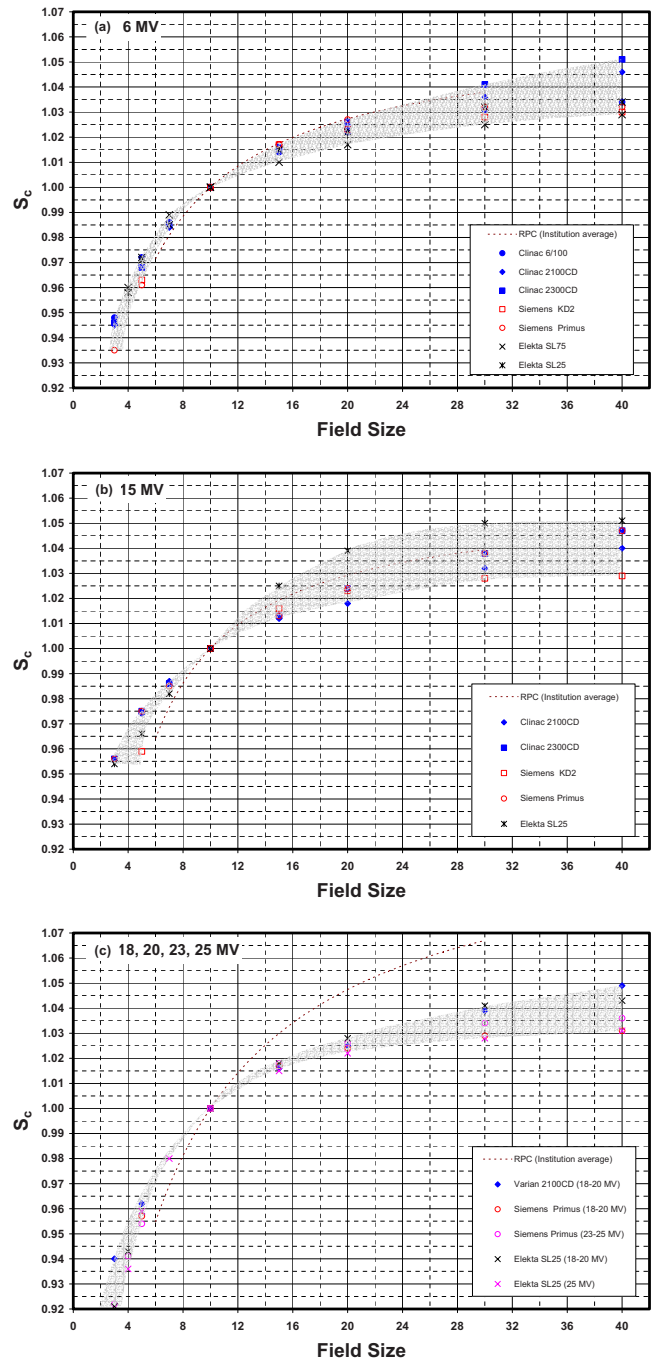 (a) 6 MV
1.07
1.06
1.05
1.04
1.03
1.02
1.01
1.00
0.99
0.98
0.97
0.96
0.95
0.94
0.93
0.92
S_c
RPC (Institution average)
Clinac 6/100
Clinac 2100CD
Clinac 2300CD
Siemens KD2
Siemens Primus
Elekta SL75
Elekta SL25
0 4 8 12 16 20 24 28 32 36 40
Field Size
(b) 15 MV
1.07
1.06
1.05
1.04
1.03
1.02
1.01
1.00
0.99
0.98
0.97
0.96
0.95
0.94
0.93
0.92
S_c
RPC (Institution average)
Clinac 2100CD
Clinac 2300CD
Siemens KD2
Siemens Primus
Elekta SL25
0 4 8 12 16 20 24 28 32 36 40
Field Size
(c) 18, 20, 23, 25 MV
1.07
1.06
1.05
1.04
1.03
1.02
1.01
1.00
0.99
0.98
0.97
0.96
0.95
0.94
0.93
0.92
S_c
RPC (Institution average)
Varian 2100CD (18-20 MV)
Siemens Primus (18-20 MV)
Siemens Primus (23-25 MV)
Elekta SL25 (18-20 MV)
Elekta SL25 (25 MV)
0 4 8 12 16 20 24 28 32 36 40
Field Size